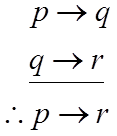 p → q
q → r
∴ p → r